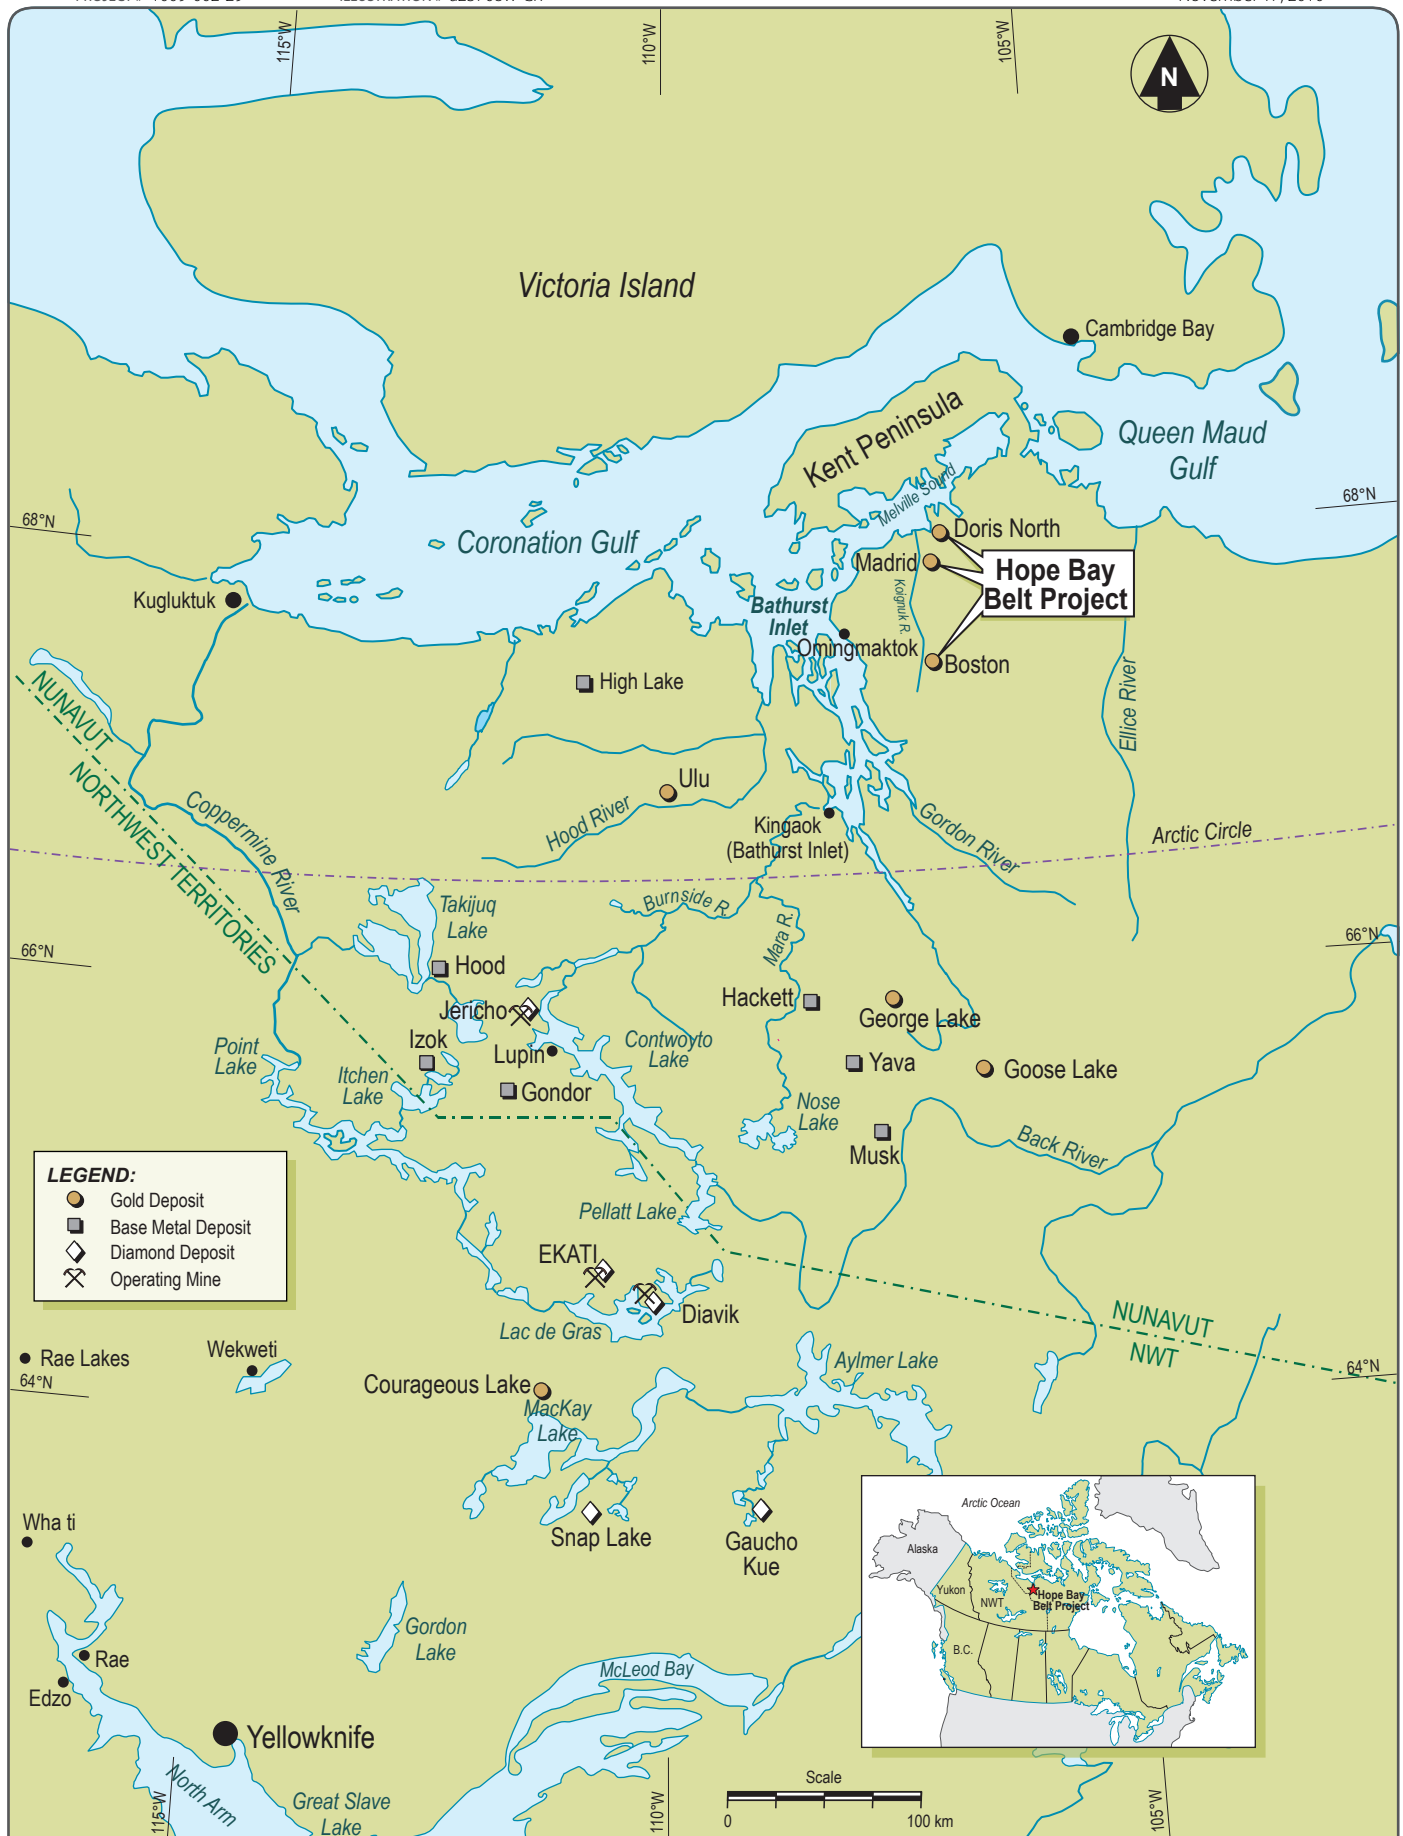 115°W
110°W
105°W
N
Victoria Island
Cambridge Bay
Kent Peninsula
Queen Maud
Gulf
Melville Sound
68°N
68°N
Coronation Gulf
Doris North
Madrid
Hope Bay
Belt Project
Kugluktuk
Koignuk R.
Bathurst
Inlet
Omingmaktok
Boston
High Lake
NUNAVUT
NORTHWEST TERRITORIES
Ellice River
Ulu
Coppermine River
Hood River
Kingaok
(Bathurst Inlet)
Gordon River
Arctic Circle
Takijuq
Lake
Burnside R.
Mara R.
66°N
66°N
Hood
Hackett
George Lake
Jericho
Izok
Lupin
Contwoyto
Lake
Point
Lake
Itchen
Lake
Yava
Goose Lake
Gondor
Nose
Lake
Musk
Back River
LEGEND:
Gold Deposit
Base Metal Deposit
Diamond Deposit
Operating Mine
Pellatt Lake
EKATI
Diavik
Lac de Gras
NUNAVUT
NWT
Rae Lakes
Wekweti
64°N
64°N
Aylmer Lake
Courageous Lake
MacKay
Lake
Wha ti
Snap Lake
Gaucho
Kue
Arctic Ocean
Alaska
Yukon
NWT
Hope Bay
Belt Project
B.C.
Gordon
Lake
Rae
Edzo
McLeod Bay
Yellowknife
North Arm
Great Slave
Lake
Scale
0
100 km
115°W
110°W
105°W